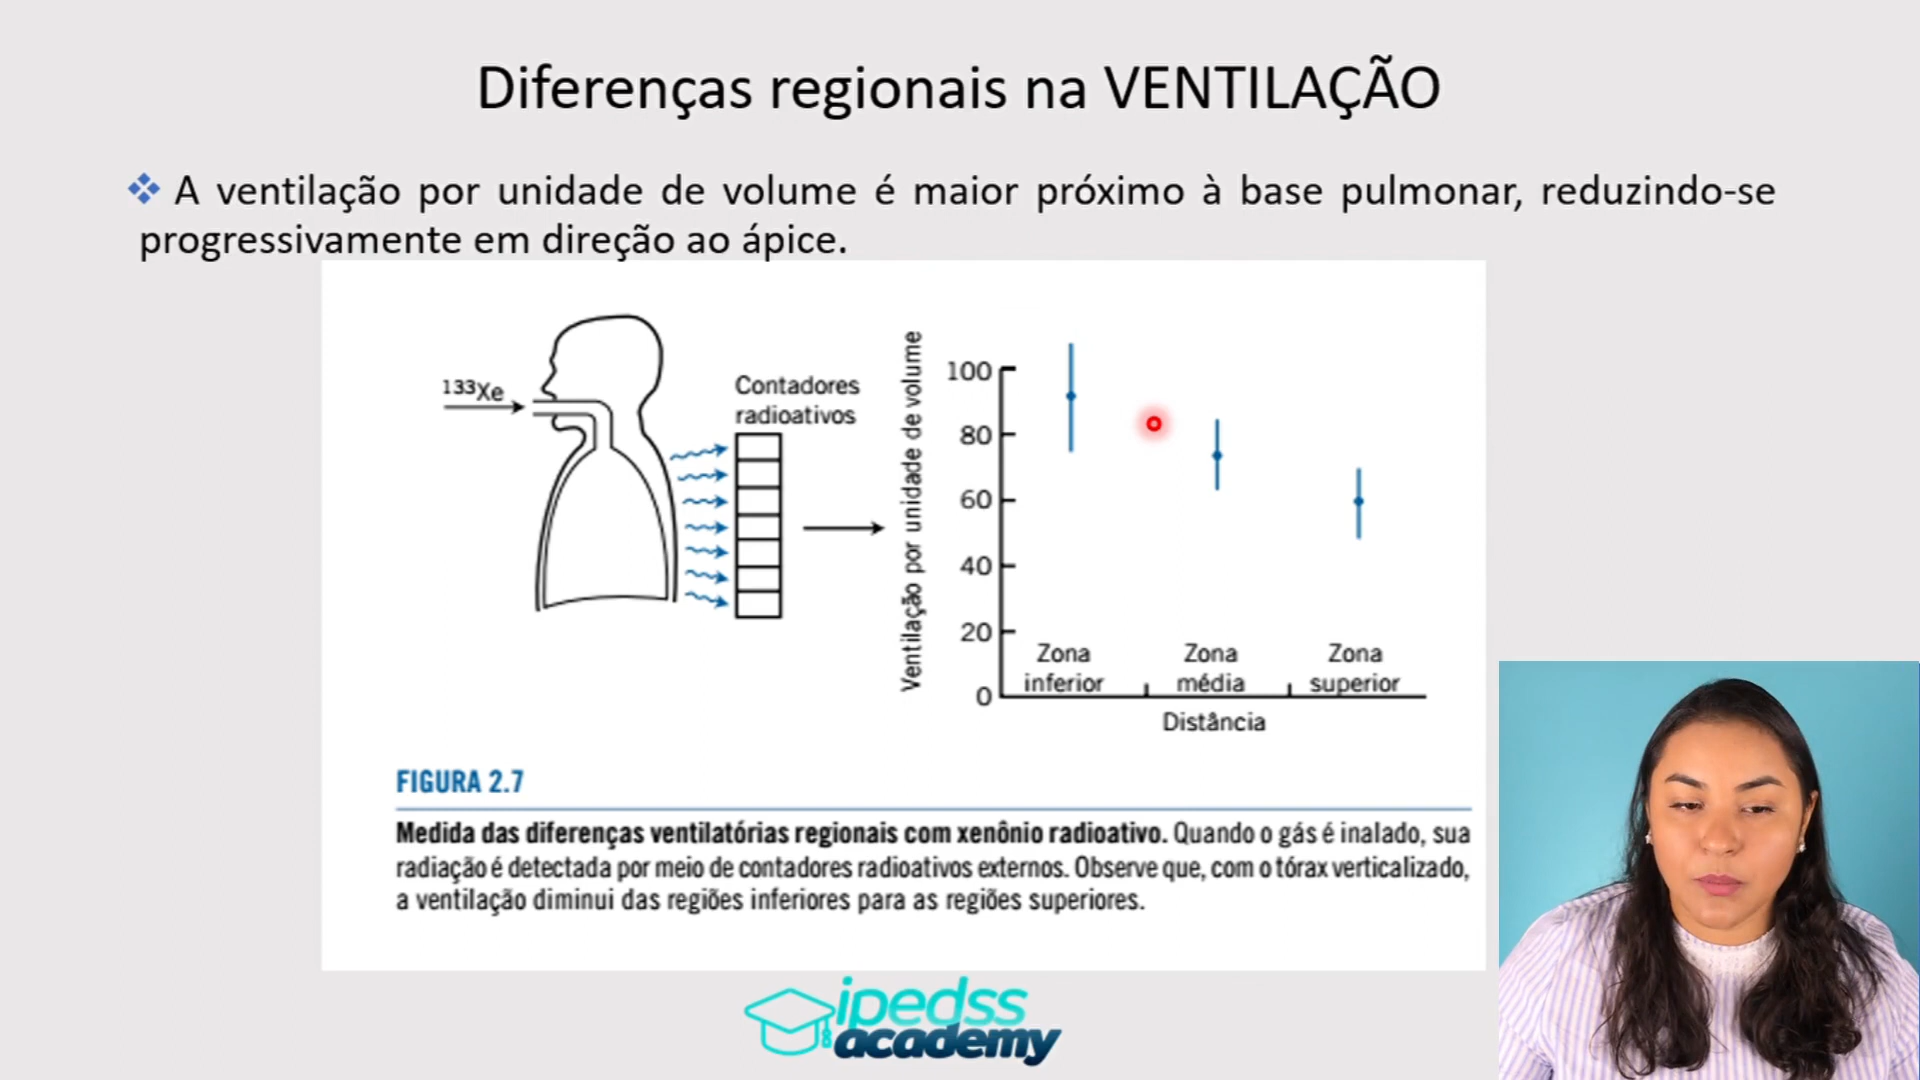 Diferenças regionais na VENTILAÇÃO
A ventilação por unidade de volume é maior próximo à base pulmonar, reduzindo-se
progressivamente em direção ao ápice.
133Xe
Contadores
radioativos
Ventilação por unidade de volume
100
80
60
40
20
0
Zona
inferior
Zona
média
Zona
superior
Distância
FIGURA 2.7
Medida das diferenças ventilatórias regionais com xenônio radioativo. Quando o gás é inalado, sua
radiação é detectada por meio de contadores radioativos externos. Observe que, com o tórax verticalizado,
a ventilação diminui das regiões inferiores para as regiões superiores.
ipedss
academy